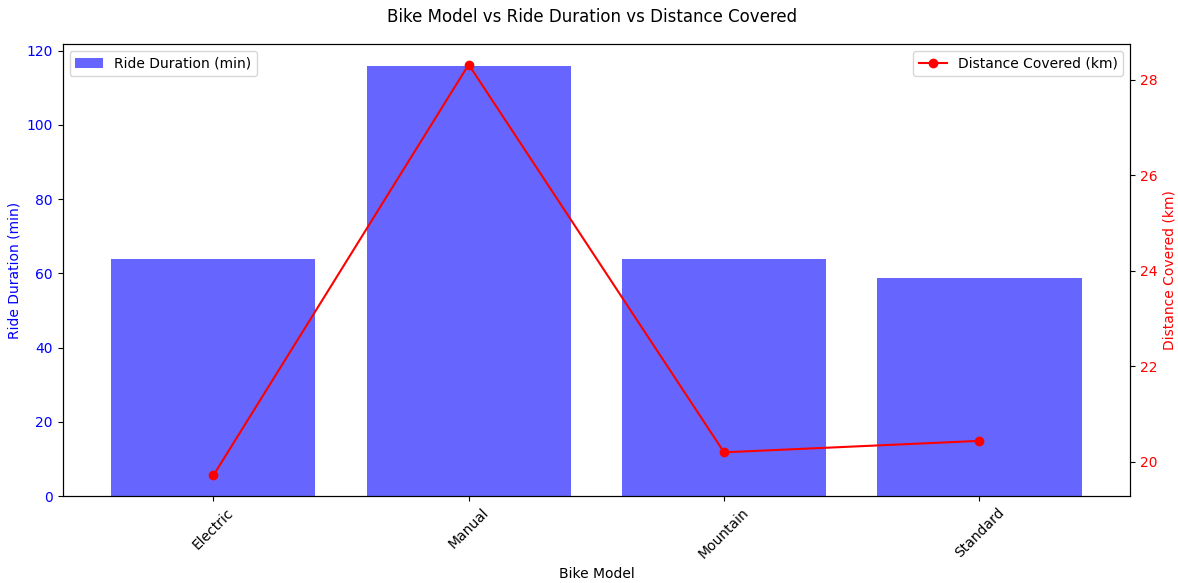 Bike Model vs Ride Duration vs Distance Covered
Ride Duration (min)
Distance Covered (km)
Ride Duration (min)
120
100
80
60
40
20
0
Distance Covered (km)
28
26
24
22
20
Electric
Manual
Mountain
Standard
Bike Model